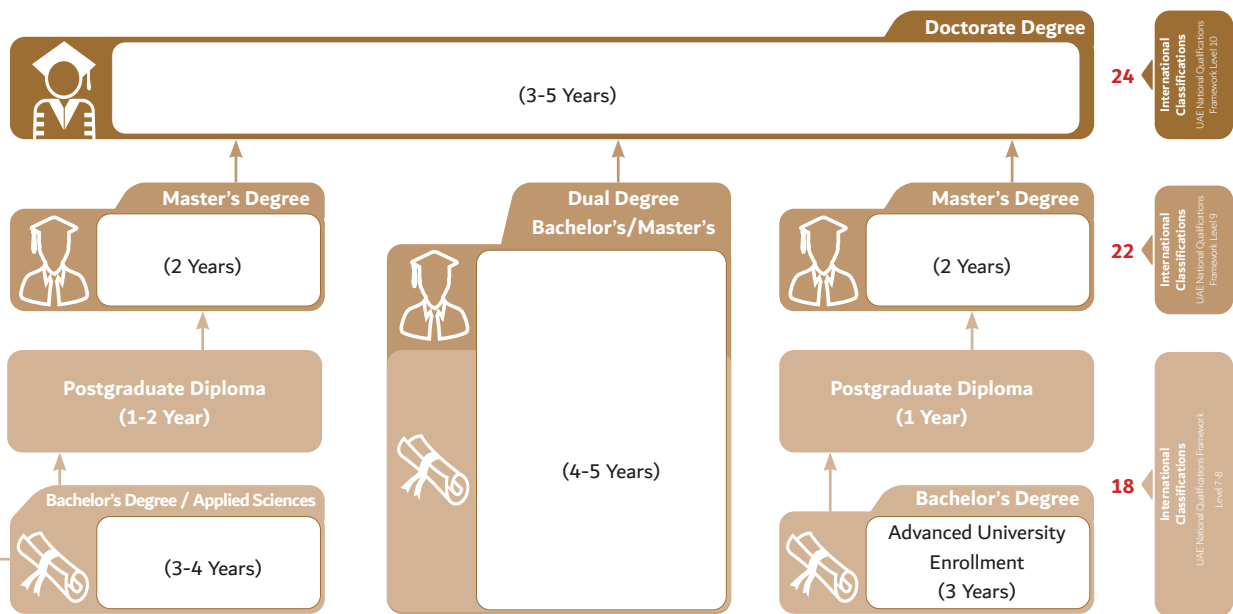 Doctorate Degree
(3-5 Years)
24
International
Classifications
UAE National Qualifications
Framework Level 10
Master's Degree
(2 Years)
Dual Degree
Bachelor's/Master's
(4-5 Years)
Master's Degree
(2 Years)
22
International
Classifications
UAE National Qualifications
Framework Level 9
Postgraduate Diploma
(1-2 Year)
Postgraduate Diploma
(1 Year)
Bachelor's Degree / Applied Sciences
(3-4 Years)
Bachelor's Degree
Advanced University
Enrollment
(3 Years)
18
International
Classifications
UAE National Qualifications Framework
Level 7-8